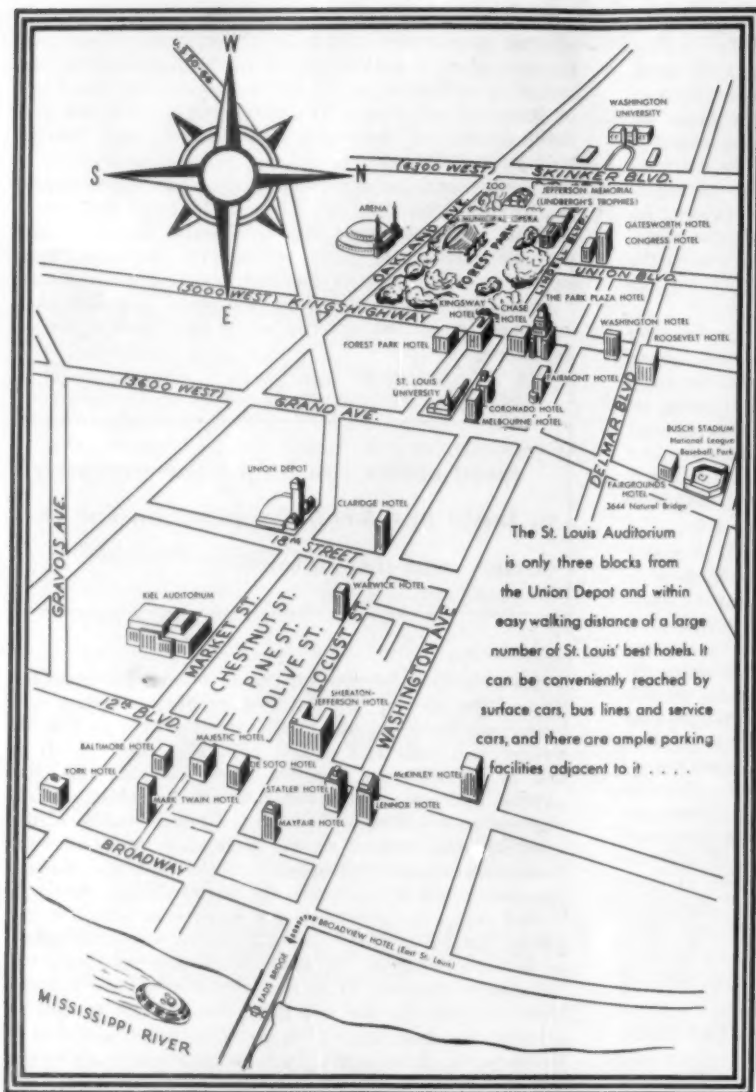 W
U.S. 50-66
S
N
E
WASHINGTON
UNIVERSITY
(6300 WEST)
SKINKER BLVD.
ZOO
JEFFERSON MEMORIAL
(LINDBERGH'S TROPHIES)
ARENA
OAKLAND AVE.
MUNICIPAL OPERA
FOREST PARK
LINDELL BLVD.
GATESWORTH HOTEL
CONGRESS HOTEL
UNION BLVD.
(5000 WEST) KINGSHIGHWAY
KINGSWAY
HOTEL
CHASE
HOTEL
THE PARK PLAZA HOTEL
FOREST PARK HOTEL
WASHINGTON HOTEL
ROOSEVELT HOTEL
(3600 WEST)
GRAND AVE.
ST. LOUIS
UNIVERSITY
FAIRMONT HOTEL
CORONADO HOTEL
MELBOURNE HOTEL
DELMAR BLVD.
BUSCH STADIUM
National League
Baseball Park
FAIRGROUNDS
HOTEL
3644 Natural Bridge
UNION DEPOT
CLARIDGE HOTEL
18TH STREET
GRAVOIS AVE.
The St. Louis Auditorium
is only three blocks from
the Union Depot and within
easy walking distance of a large
number of St. Louis' best hotels. It
can be conveniently reached by
surface cars, bus lines and service
cars, and there are ample parking
facilities adjacent to it . . . .
KIEL AUDITORIUM
WARWICK HOTEL
MARKET ST.
CHESTNUT ST.
PINE ST.
OLIVE ST.
LOCUST ST.
WASHINGTON AVE.
12th BLVD.
SHERATON-
JEFFERSON HOTEL
MAJESTIC HOTEL
BALTIMORE HOTEL
DE SOTO HOTEL
YORK HOTEL
MARK TWAIN HOTEL
STATLER HOTEL
McKINLEY HOTEL
LENNOX HOTEL
MAYFAIR HOTEL
BROADWAY
BROADVIEW HOTEL (East St. Louis)
EADS BRIDGE
MISSISSIPPI RIVER